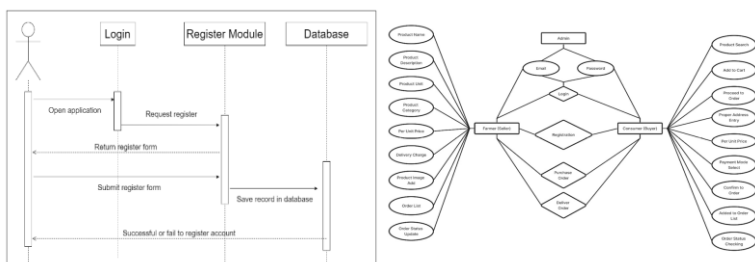 Login
Register Module
Database
Open application
Request register
Return register form
Submit register form
Save record in database
Successful or fail to register account
Product Name
Product
Description
Product Unit
Product
Category
Per Unit Price
Delivery Charge
Product Image
Add
Order List
Order Status
Update
Admin
Email
Password
Login
Farmer (Seller)
Registration
Consumer (Buyer)
Purchase
Order
Deliver
Order
Product Search
Add to Cart
Proceed to
Order
Proper Address
Entry
Per Unit Price
Payment Mode
Select
Confirm to
Order
Added to Order
List
Order Status
Checking